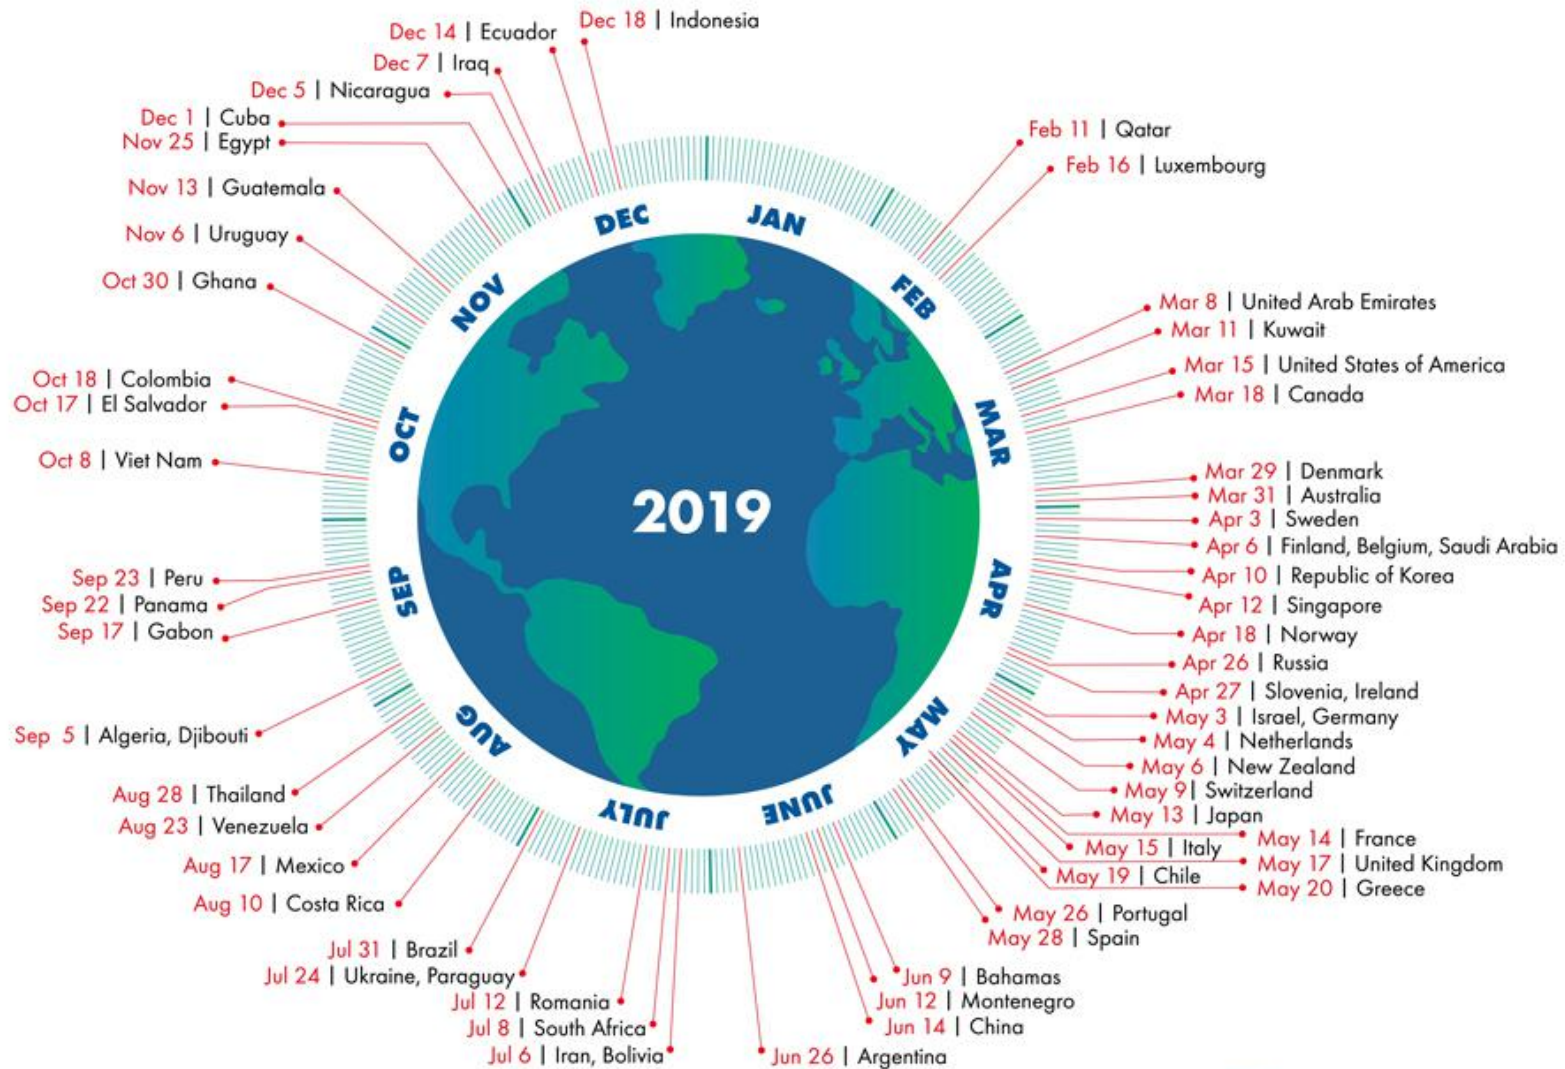 Dec 18 | Indonesia
Dec 14 | Ecuador
Dec 7 | Iraq
Dec 5 | Nicaragua
Dec 1 | Cuba
Nov 25 | Egypt
Nov 13 | Guatemala
Nov 6 | Uruguay
Oct 30 | Ghana
Oct 18 | Colombia
Oct 17 | El Salvador
Oct 8 | Viet Nam
Sep 23 | Peru
Sep 22 | Panama
Sep 17 | Gabon
Sep 5 | Algeria, Djibouti
Aug 28 | Thailand
Aug 23 | Venezuela
Aug 17 | Mexico
Aug 10 | Costa Rica
Jul 31 | Brazil
Jul 24 | Ukraine, Paraguay
Jul 12 | Romania
Jul 8 | South Africa
Jul 6 | Iran, Bolivia
JAN
FEB
MAR
APR
MAY
JUNE
JULY
AUG
SEP
OCT
NOV
DEC
2019
Feb 11 | Qatar
Feb 16 | Luxembourg
Mar 8 | United Arab Emirates
Mar 11 | Kuwait
Mar 15 | United States of America
Mar 18 | Canada
Mar 29 | Denmark
Mar 31 | Australia
Apr 3 | Sweden
Apr 6 | Finland, Belgium, Saudi Arabia
Apr 10 | Republic of Korea
Apr 12 | Singapore
Apr 18 | Norway
Apr 26 | Russia
Apr 27 | Slovenia, Ireland
May 3 | Israel, Germany
May 4 | Netherlands
May 6 | New Zealand
May 9| Switzerland
May 13 | Japan
May 14 | France
May 15 | Italy
May 17 | United Kingdom
May 19 | Chile
May 20 | Greece
May 26 | Portugal
May 28 | Spain
Jun 9 | Bahamas
Jun 12 | Montenegro
Jun 14 | China
Jun 26 | Argentina